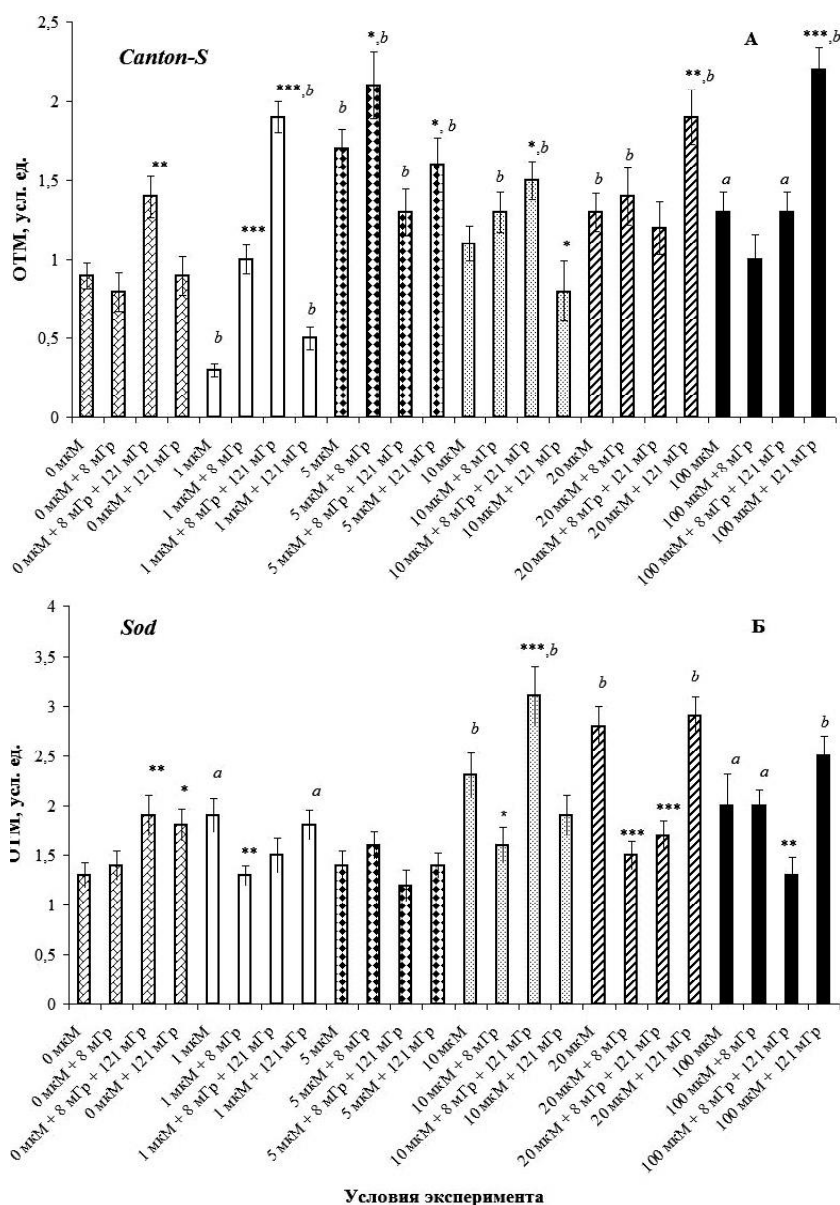 Canton-S
А
ОТМ, усл. ед.
2,5
2
1,5
1
0,5
0
**
b
***
***,b
b
*,b
b
*, b
b
*,b
*
b
b
**,b
a
a
***,b
0 мкМ
0 мкМ + 8 мГр
0 мкМ + 8 мГр + 121 мГр
0 мкМ + 121 мГр
1 мкМ
1 мкМ + 8 мГр
1 мкМ + 8 мГр + 121 мГр
1 мкМ + 121 мГр
5 мкМ
5 мкМ + 8 мГр
5 мкМ + 8 мГр + 121 мГр
5 мкМ + 121 мГр
10 мкМ
10 мкМ + 8 мГр
10 мкМ + 8 мГр + 121 мГр
10 мкМ + 121 мГр
20 мкМ
20 мкМ + 8 мГр
20 мкМ + 8 мГр + 121 мГр
20 мкМ + 121 мГр
100 мкМ
100 мкМ + 8 мГр
100 мкМ + 8 мГр + 121 мГр
100 мкМ + 121 мГр
Sod
Б
ОТМ, усл. ед.
4
3,5
3
2,5
2
1,5
1
0,5
0
**
*
a
**
a
b
*
***,b
b
***
***
b
a
a
**
b
0 мкМ
0 мкМ + 8 мГр
0 мкМ + 8 мГр + 121 мГр
0 мкМ + 121 мГр
1 мкМ
1 мкМ + 8 мГр
1 мкМ + 8 мГр + 121 мГр
1 мкМ + 121 мГр
5 мкМ
5 мкМ + 8 мГр
5 мкМ + 8 мГр + 121 мГр
5 мкМ + 121 мГр
10 мкМ
10 мкМ + 8 мГр
10 мкМ + 8 мГр + 121 мГр
10 мкМ + 121 мГр
20 мкМ
20 мкМ + 8 мГр
20 мкМ + 8 мГр + 121 мГр
20 мкМ + 121 мГр
100 мкМ
100 мкМ + 8 мГр
100 мкМ + 8 мГр + 121 мГр
100 мкМ + 121 мГр
Условия эксперимента